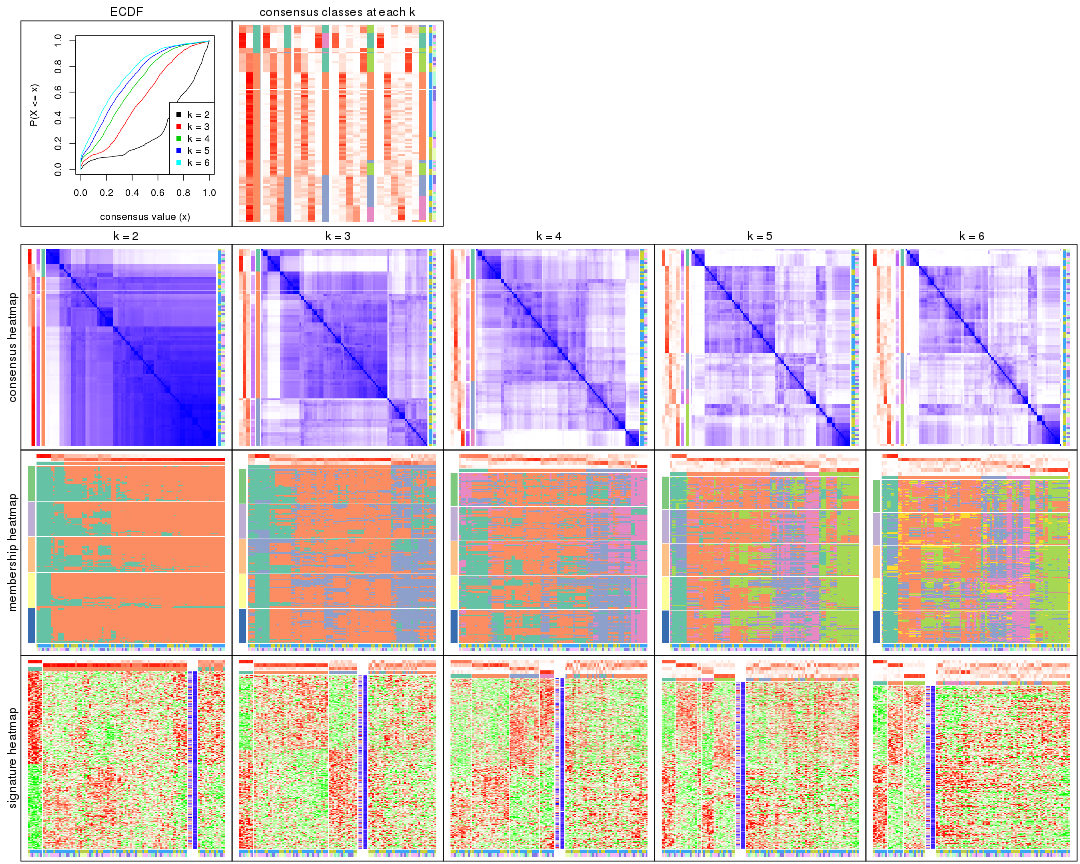 ECDF
consensus classes at each k
P(X <= x)
0.0 0.2 0.4 0.6 0.8 1.0
k = 2
k = 3
k = 4
k = 5
k = 6
0.0 0.2 0.4 0.6 0.8 1.0
consensus value (x)
k = 2
k = 3
k = 4
k = 5
k = 6
consensus heatmap
membership heatmap
signature heatmap